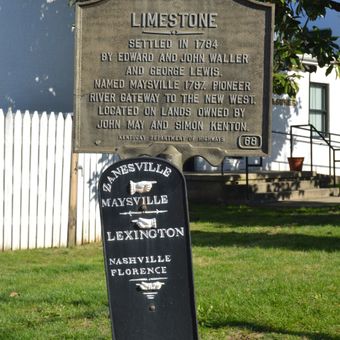 LIMESTONE
SETTLED IN 1784
BY EDWARD AND JOHN WALLER
AND GEORGE LEWIS.
NAMED MAYSVILLE 1797. PIONEER
RIVER GATEWAY TO THE NEW WEST.
LOCATED ON LANDS OWNED BY
JOHN MAY AND SIMON KENTON.
KENTUCKY DEPARTMENT OF HIGHWAYS
68
ZANESVILLE
MAYSVILLE
LEXINGTON
NASHVILLE
FLORENCE